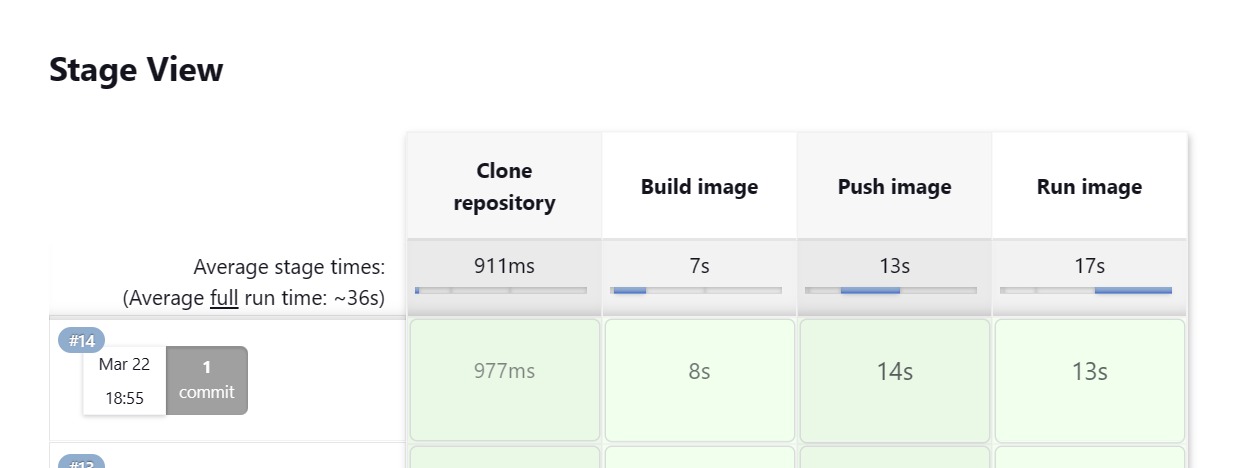 Stage View
Clone
repository
Build image
Push image
Run image
Average stage times:
(Average full run time: ~36s)
911ms
7s
13s
17s
#14
Mar 22
18:55
1
commit
977ms
8s
14s
13s